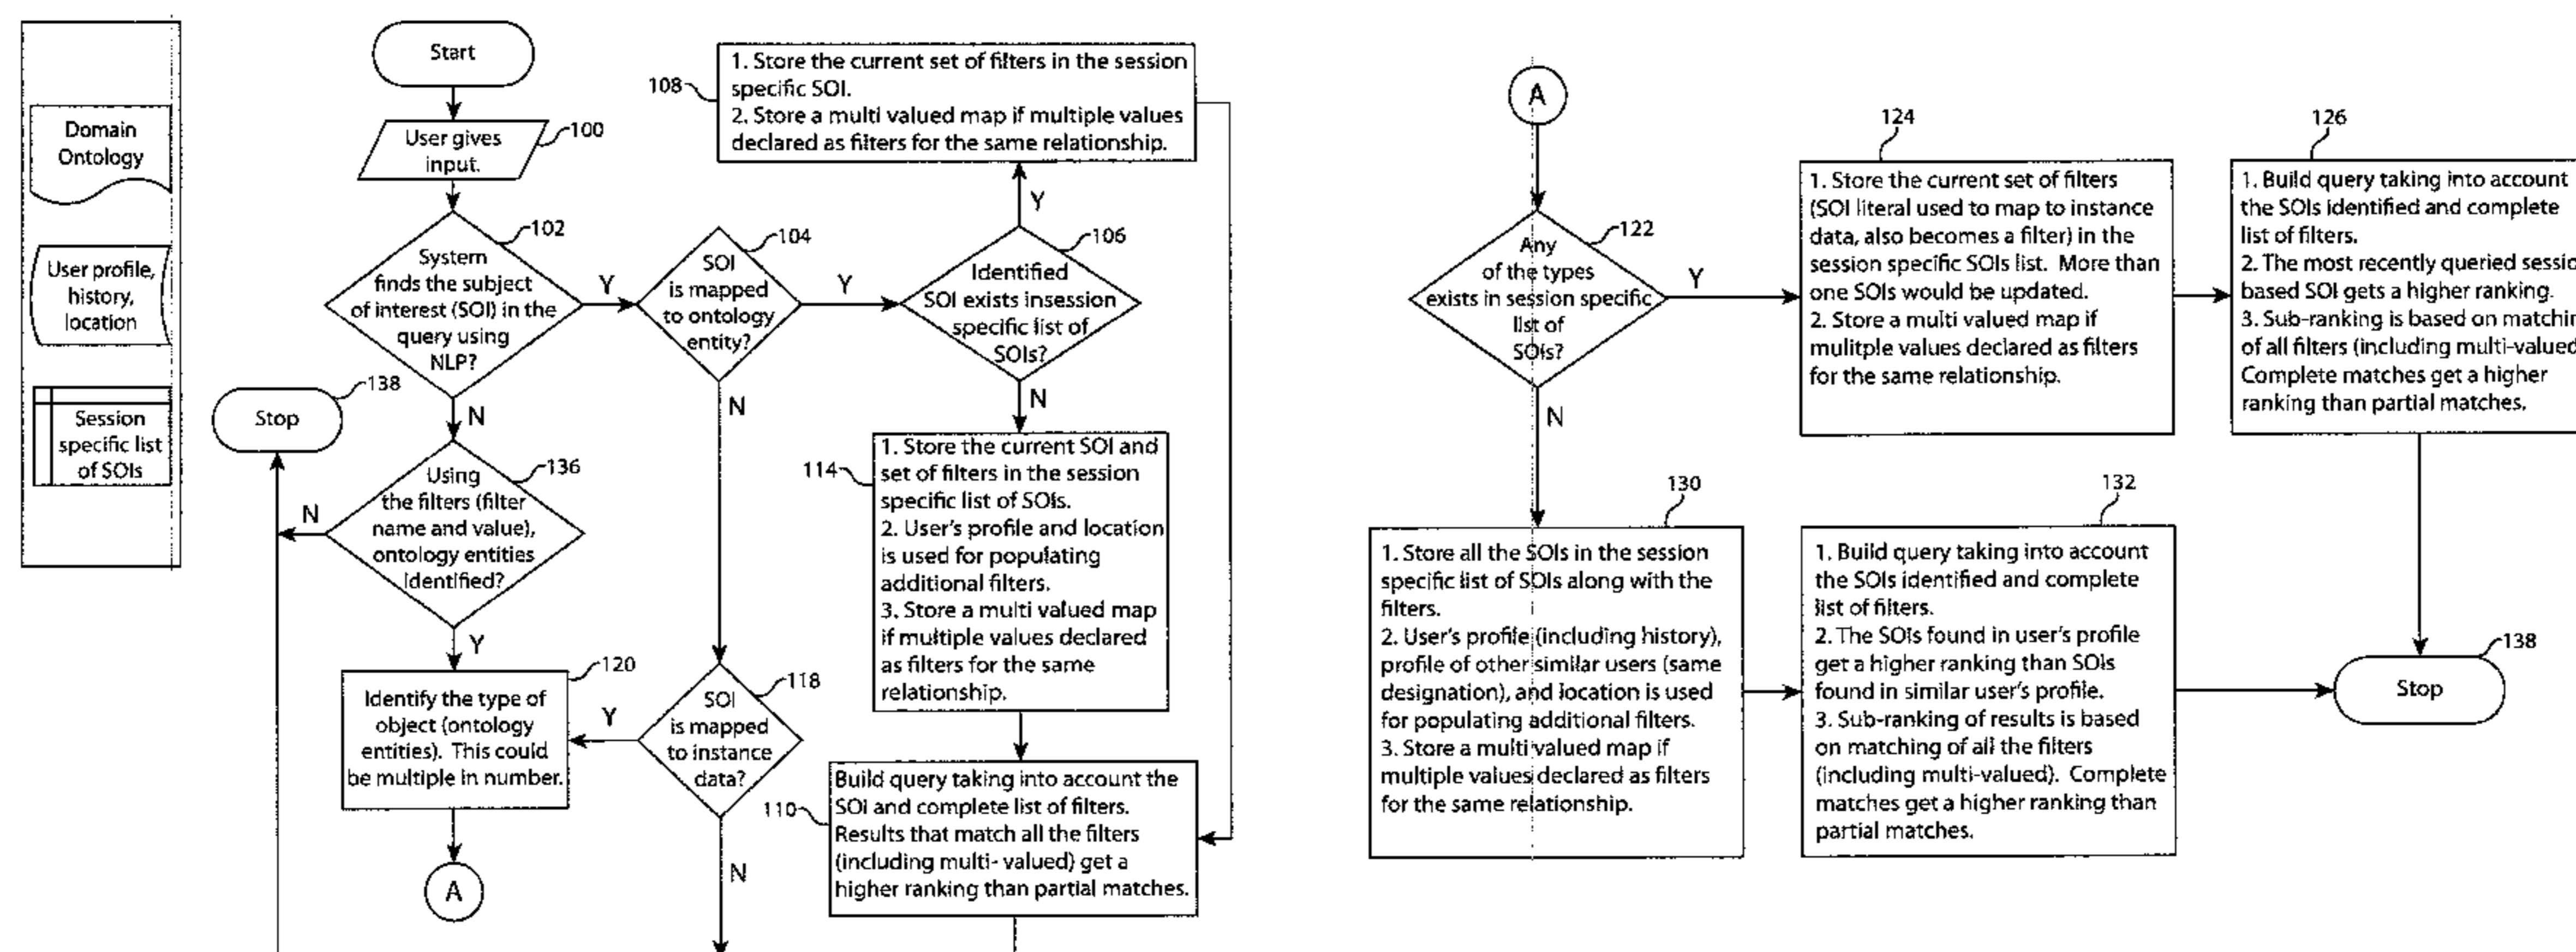 Domain
Ontology
User profile,
history,
location
Session
specific list
of SOIs
Start
User gives
input.
100
System
finds the subject
of interest (SOI) in the
query using
NLP?
102
Y
N
SOI
is mapped
to ontology
entity?
104
Y
N
Identified
SOI exists insession
specific list of
SOIs?
106
Y
N
108
1. Store the current set of filters in the session
specific SOI.
2. Store a multi valued map if multiple values
declared as filters for the same relationship.
138
Stop
Using
the filters (filter
name and value),
ontology entities
identified?
136
N
Y
114
1. Store the current SOI and
set of filters in the session
specific list of SOIs.
2. User's profile and location
is used for populating
additional filters.
3. Store a multi valued map
if multiple values declared
as filters for the same
relationship.
120
Identify the type of
object (ontology
entities). This could
be multiple in number.
118
SOI
is mapped
to instance
data?
Y
N
110
Build query taking into account the
SOI and complete list of filters.
Results that match all the filters
(including multi- valued) get a
higher ranking than partial matches.
A
A
Any
of the types
exists in session specific
list of
SOIs?
122
Y
N
124
1. Store the current set of filters
(SOI literal used to map to instance
data, also becomes a filter) in the
session specific SOIs list. More than
one SOIs would be updated.
2. Store a multi valued map if
mulitple values declared as filters
for the same relationship.
126
1. Build query taking into account
the SOIs identified and complete
list of filters.
2. The most recently queried sessio
based SOI gets a higher ranking.
3. Sub-ranking is based on matchin
of all filters (including multi-valued
Complete matches get a higher
ranking than partial matches.
130
1. Store all the SOIs in the session
specific list of SOIs along with the
filters.
2. User's profile (including history),
profile of other similar users (same
designation), and location is used
for populating additional filters.
3. Store a multi valued map if
multiple values declared as filters
for the same relationship.
132
1. Build query taking into account
the SOIs identified and complete
list of filters.
2. The SOIs found in user's profile
get a higher ranking than SOIs
found in similar user's profile.
3. Sub-ranking of results is based
on matching of all the filters
(including multi-valued). Complete
matches get a higher ranking than
partial matches.
138
Stop